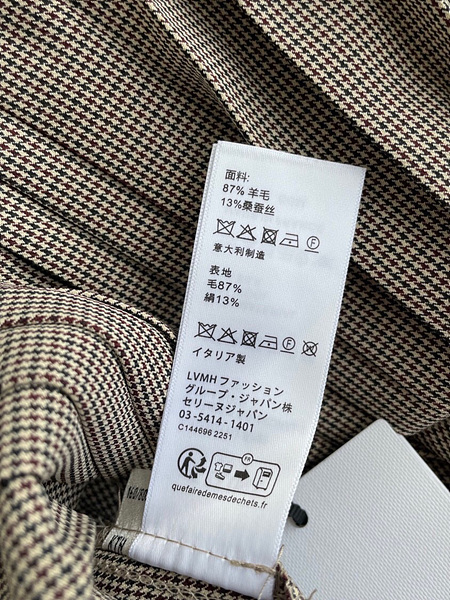 面料:
87% 羊毛
13%桑蚕丝
F
意大利制造
表地
毛87%
絹13%
F
イタリア製
LVMH ファッション
グループ・ジャパン㈱
セリーヌジャパン
03-5414-1401
C144696 2251
FR
quefairedemesdechets.fr
KTH